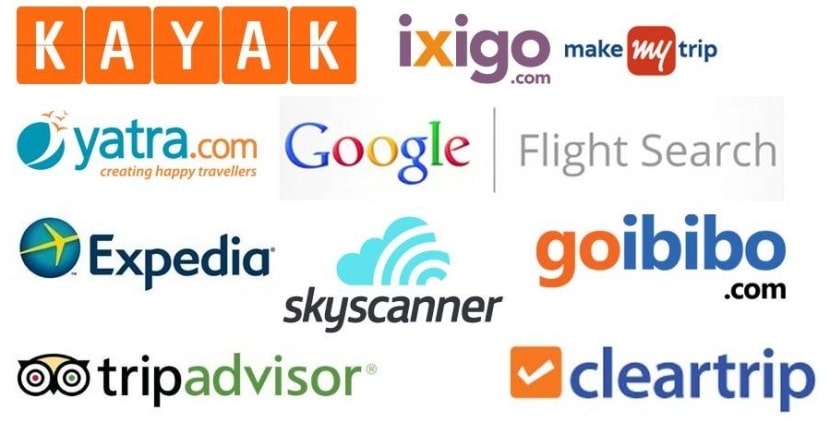 KAYAK
ixigo
.com
make my trip
yatra.com
creating happy travellers
Google Flight Search
Expedia®
™
skyscanner
goibibo
.com
tripadvisor®
cleartrip